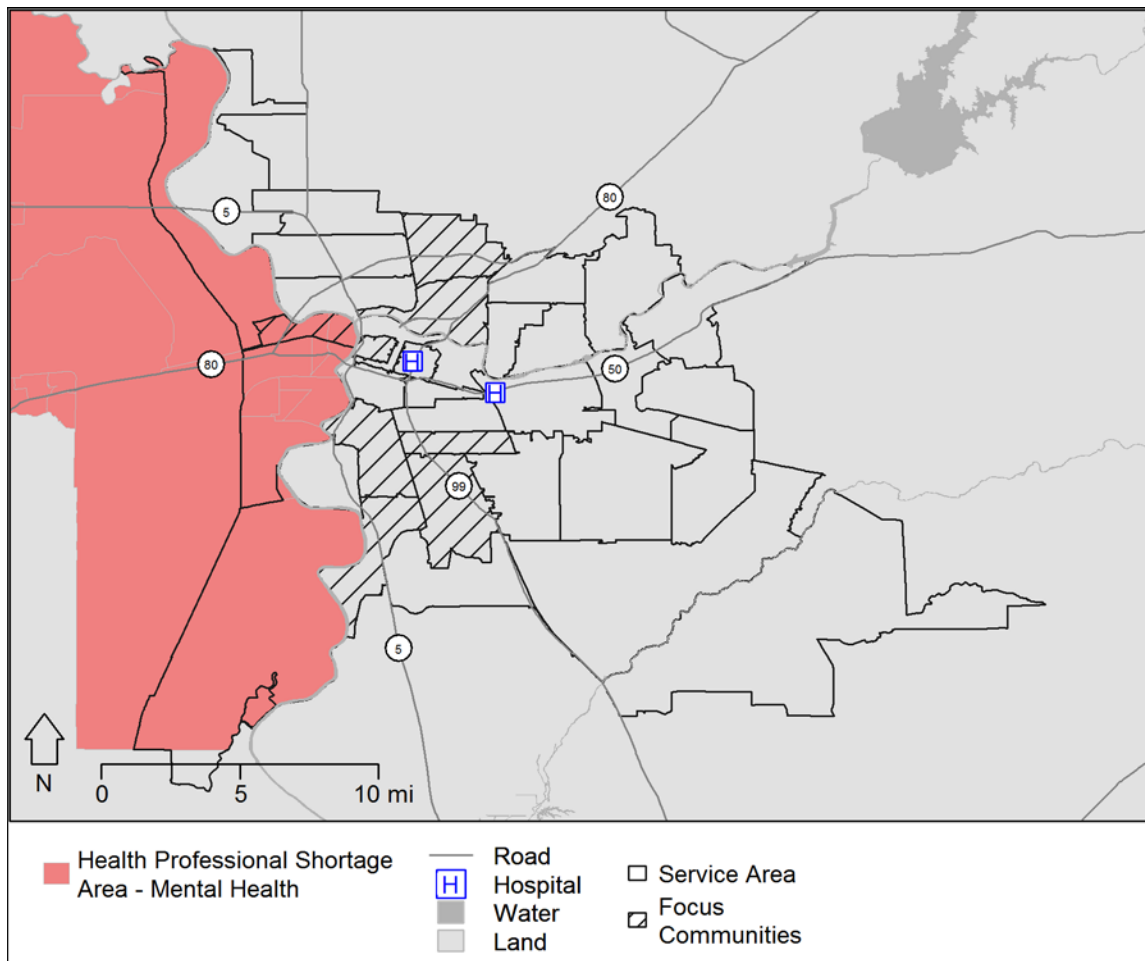 80
5
80
50
99
5
N
0 5 10 mi
Health Professional Shortage
Area - Mental Health
Road
H Hospital
Water
Land
Service Area
Focus
Communities
H
H